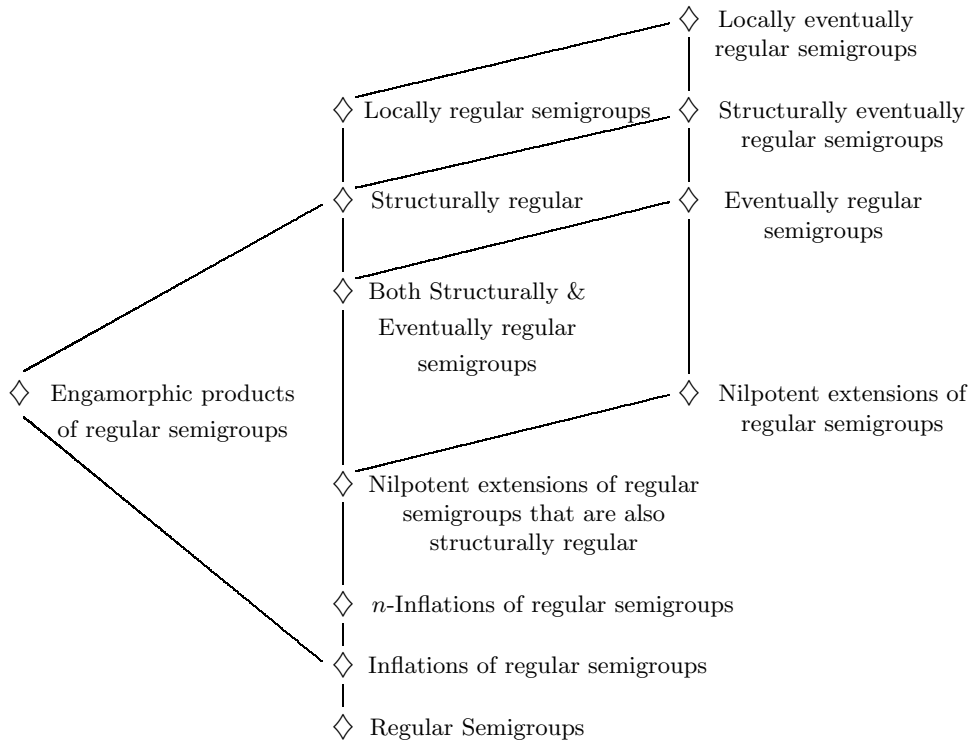 Locally eventually
regular semigroups
Locally regular semigroups
Structurally eventually
regular semigroups
Structurally regular
Eventually regular
semigroups
Both Structurally &
Eventually regular
semigroups
Engamorphic products
of regular semigroups
Nilpotent extensions of
regular semigroups
Nilpotent extensions of regular
semigroups that are also
structurally regular
n-Inflations of regular semigroups
Inflations of regular semigroups
Regular Semigroups